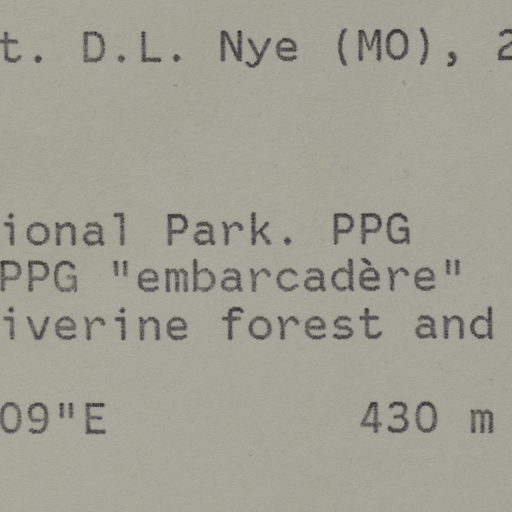 t. D.L. Nye (MO), 2
ional Park. PPG
PPG "embarcadère"
iverine forest and
09"E 430 m